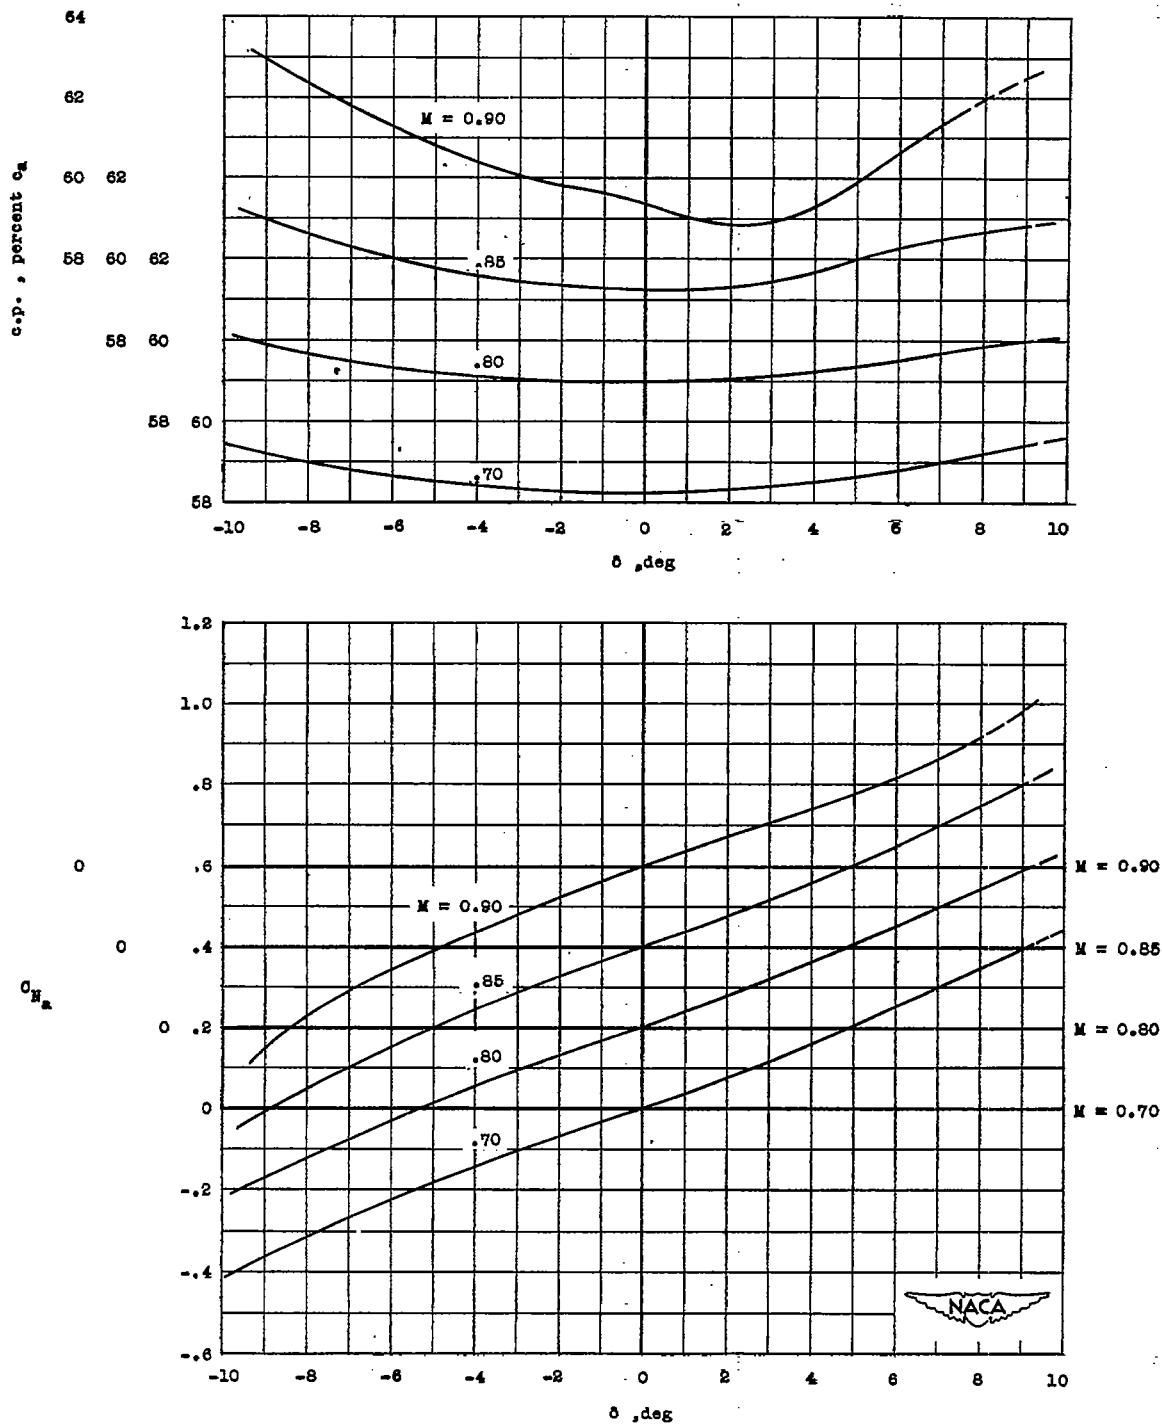 64
62
M = 0.90
60 62
c.p. , percent ca
.85
58 60 62
58 60
.80
58 60
.70
58
-10 -8 -6 -4 -2 0 2 4 6 8 10
δ ,deg
1.2
1.0
.8
0 .6 M = 0.90
M = 0.90
0 .4 M = 0.85
.85
CNa
0 .2 M = 0.80
.80
0 M = 0.70
.70
-.2
-.4
NACA
-.6
-10 -8 -6 -4 -2 0 2 4 6 8 10
δ ,deg